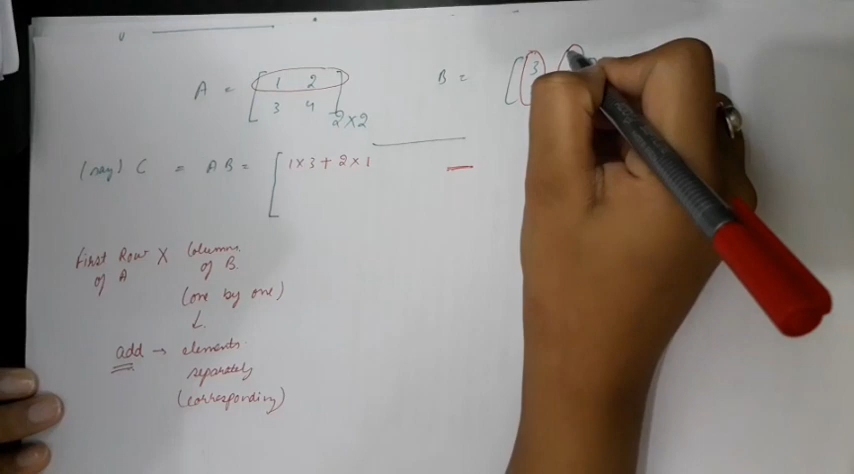 A = [ 1 2
3 4 ] 2×2
B = [ 3
(say) C = AB = [ 1×3 + 2×1
First Row × Columns
of A of B.
(one by one)
↓
add → elements
separately
(corresponding)